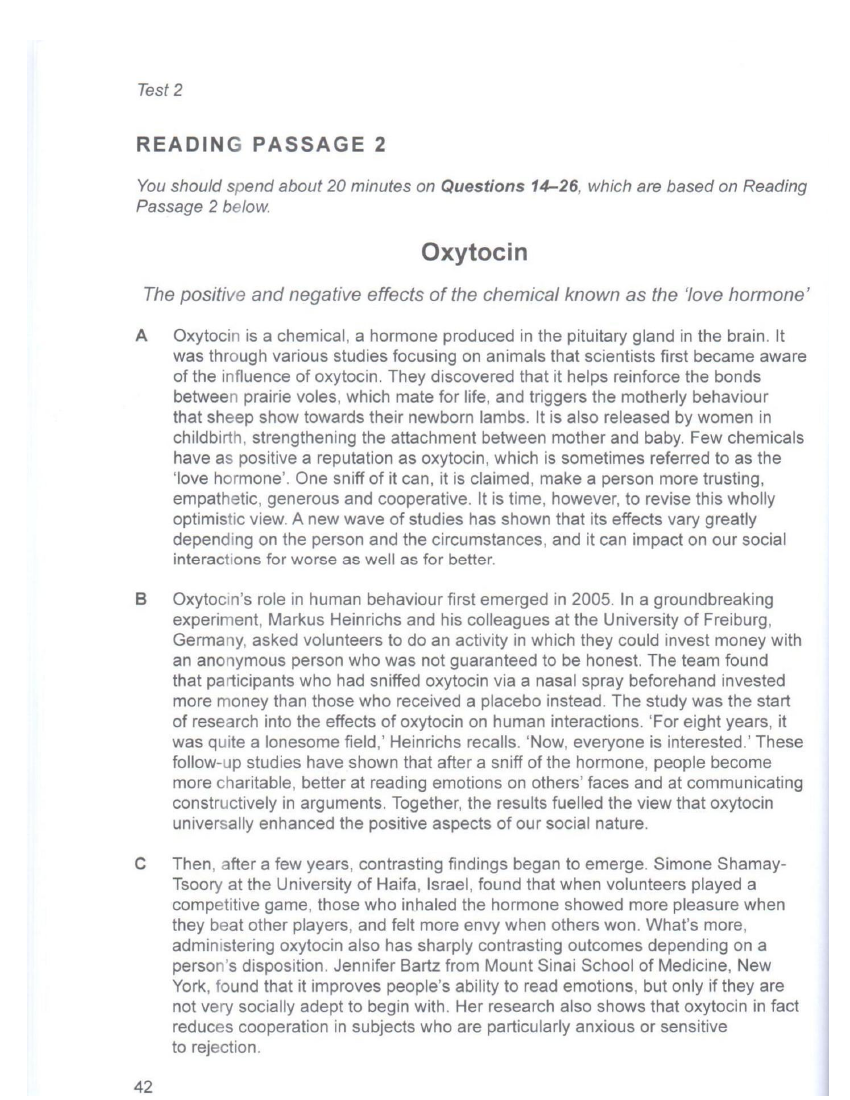 Test 2
READING PASSAGE 2
You should spend about 20 minutes on Questions 14–26, which are based on Reading
Passage 2 below.
Oxytocin
The positive and negative effects of the chemical known as the ‘love hormone’
A Oxytocin is a chemical, a hormone produced in the pituitary gland in the brain. It
was through various studies focusing on animals that scientists first became aware
of the influence of oxytocin. They discovered that it helps reinforce the bonds
between prairie voles, which mate for life, and triggers the motherly behaviour
that sheep show towards their newborn lambs. It is also released by women in
childbirth, strengthening the attachment between mother and baby. Few chemicals
have as positive a reputation as oxytocin, which is sometimes referred to as the
‘love hormone’. One sniff of it can, it is claimed, make a person more trusting,
empathetic, generous and cooperative. It is time, however, to revise this wholly
optimistic view. A new wave of studies has shown that its effects vary greatly
depending on the person and the circumstances, and it can impact on our social
interactions for worse as well as for better.
B Oxytocin’s role in human behaviour first emerged in 2005. In a groundbreaking
experiment, Markus Heinrichs and his colleagues at the University of Freiburg,
Germany, asked volunteers to do an activity in which they could invest money with
an anonymous person who was not guaranteed to be honest. The team found
that participants who had sniffed oxytocin via a nasal spray beforehand invested
more money than those who received a placebo instead. The study was the start
of research into the effects of oxytocin on human interactions. ‘For eight years, it
was quite a lonesome field,’ Heinrichs recalls. ‘Now, everyone is interested.’ These
follow-up studies have shown that after a sniff of the hormone, people become
more charitable, better at reading emotions on others’ faces and at communicating
constructively in arguments. Together, the results fuelled the view that oxytocin
universally enhanced the positive aspects of our social nature.
C Then, after a few years, contrasting findings began to emerge. Simone Shamay-
Tsoory at the University of Haifa, Israel, found that when volunteers played a
competitive game, those who inhaled the hormone showed more pleasure when
they beat other players, and felt more envy when others won. What’s more,
administering oxytocin also has sharply contrasting outcomes depending on a
person’s disposition. Jennifer Bartz from Mount Sinai School of Medicine, New
York, found that it improves people’s ability to read emotions, but only if they are
not very socially adept to begin with. Her research also shows that oxytocin in fact
reduces cooperation in subjects who are particularly anxious or sensitive
to rejection.
42